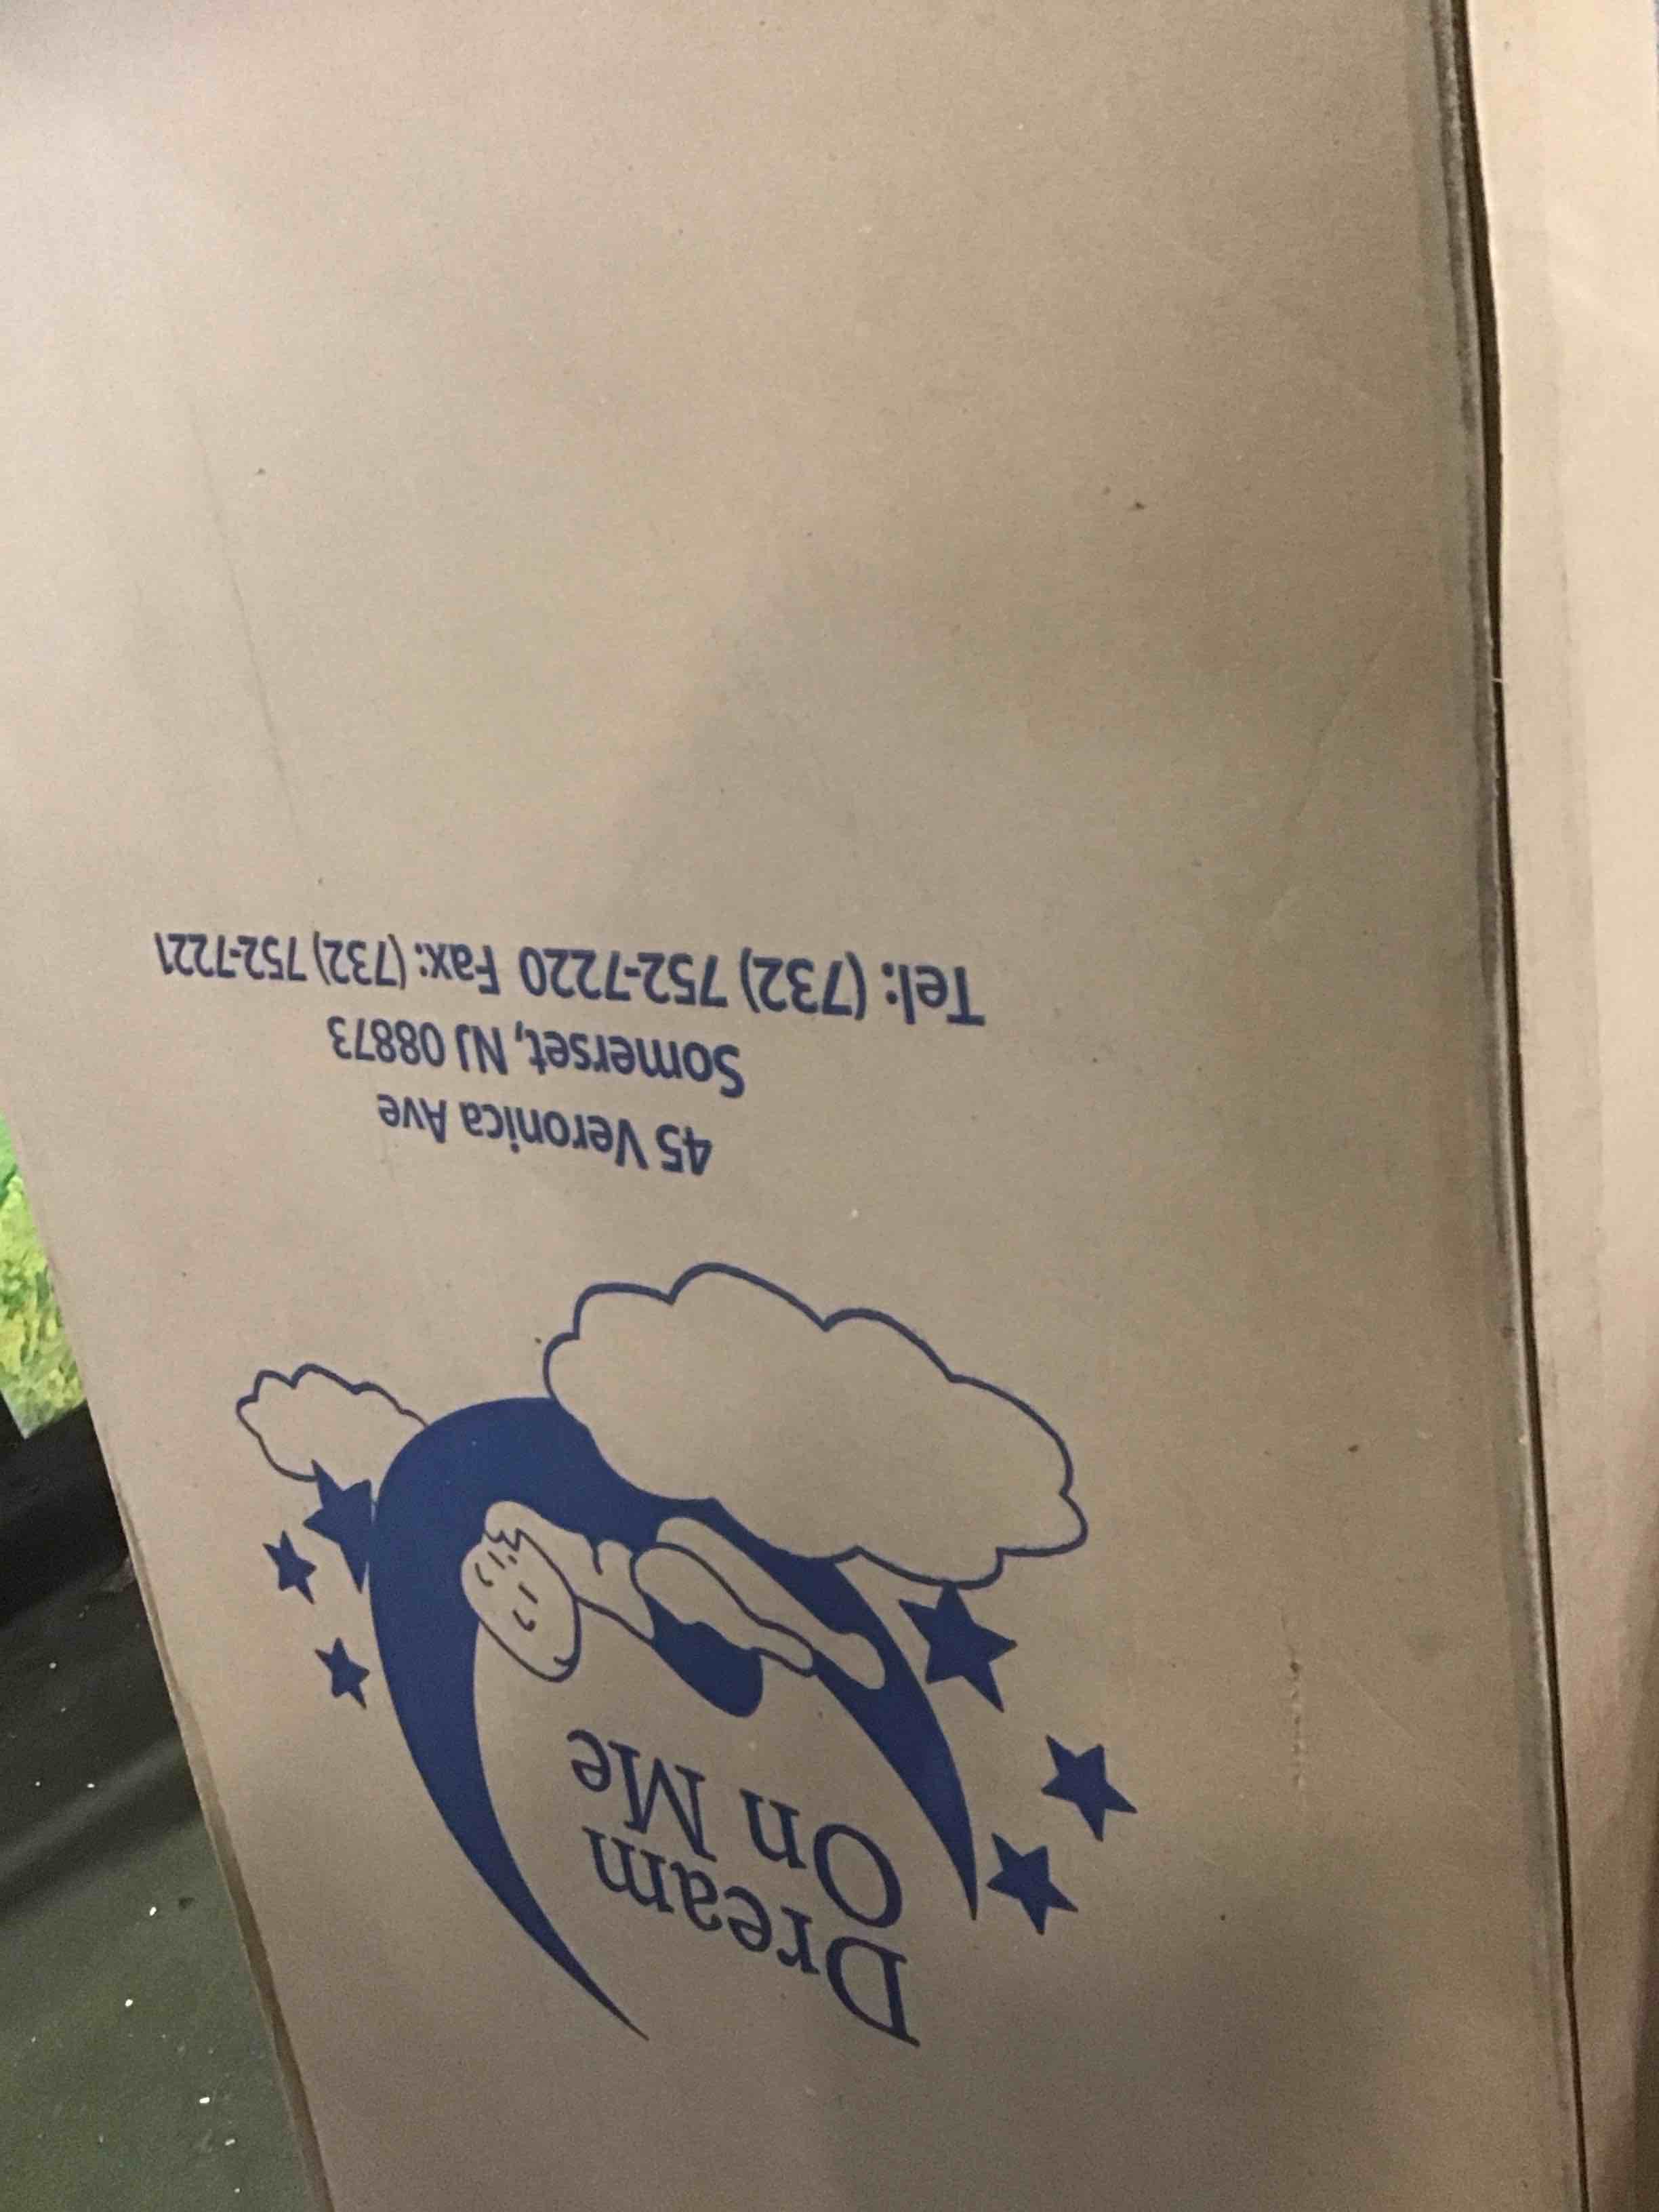 Dream
On Me
45 Veronica Ave
Somerset, NJ 08873
Tel: (732) 752-7220 Fax: (732) 752-7221